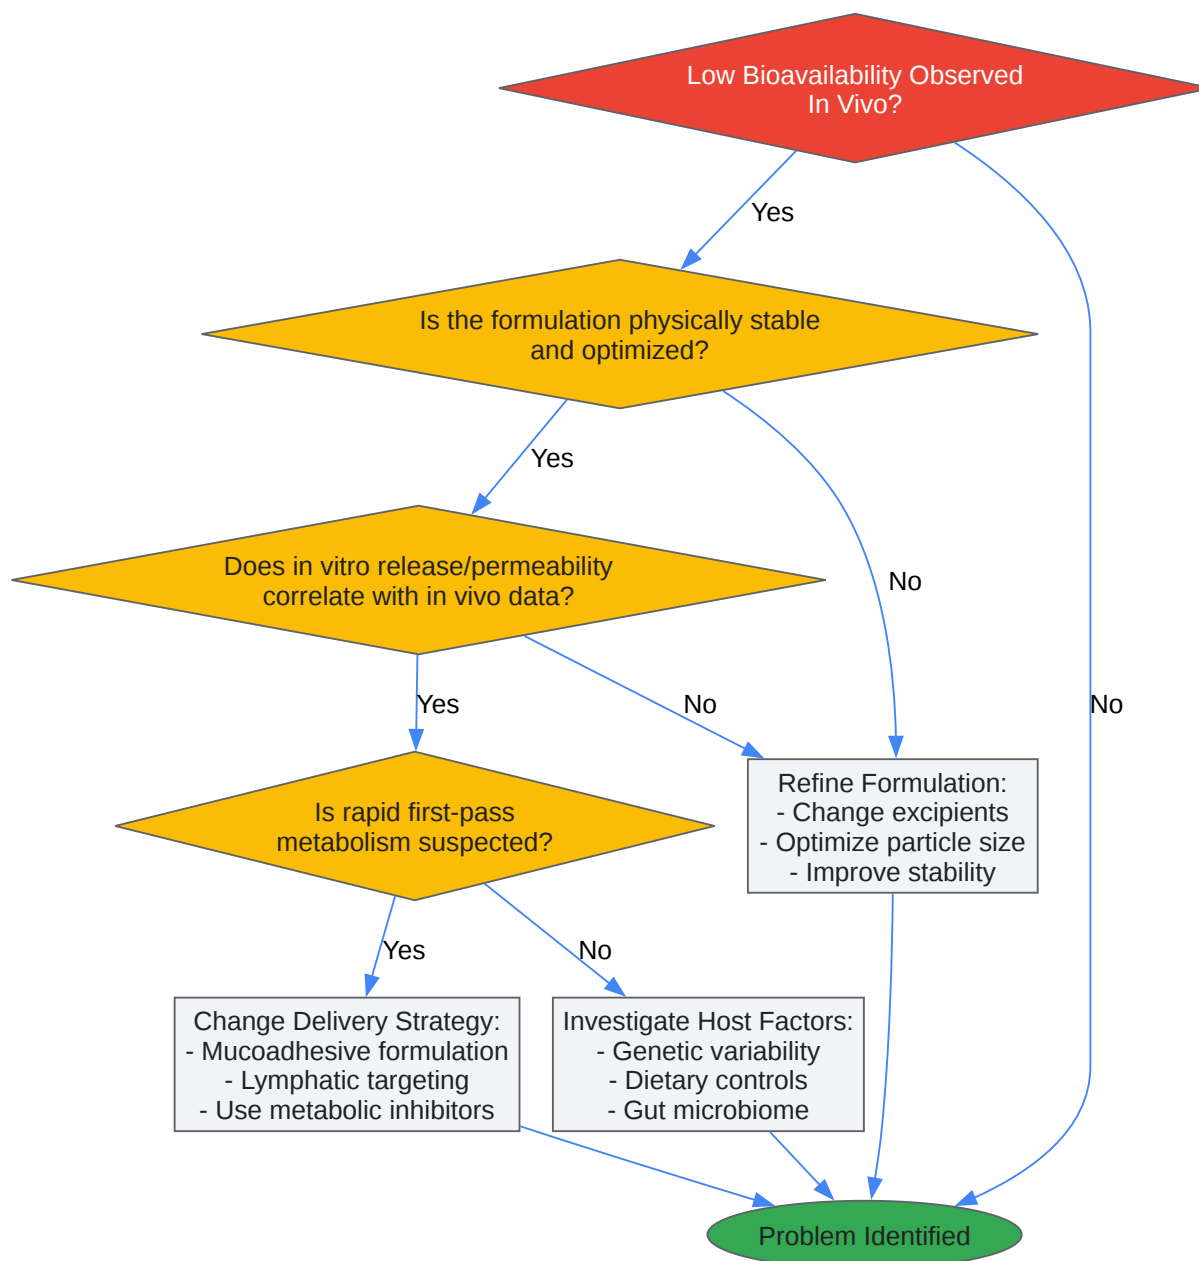 Low Bioavailability Observed
In Vivo?
Yes
Is the formulation physically stable
and optimized?
Yes
Does in vitro release/permeability
correlate with in vivo data?
No
Yes
No
No
Is rapid first-pass
metabolism suspected?
Refine Formulation:
- Change excipients
- Optimize particle size
- Improve stability
Yes
No
Change Delivery Strategy:
- Mucoadhesive formulation
- Lymphatic targeting
- Use metabolic inhibitors
Investigate Host Factors:
- Genetic variability
- Dietary controls
- Gut microbiome
Problem Identified